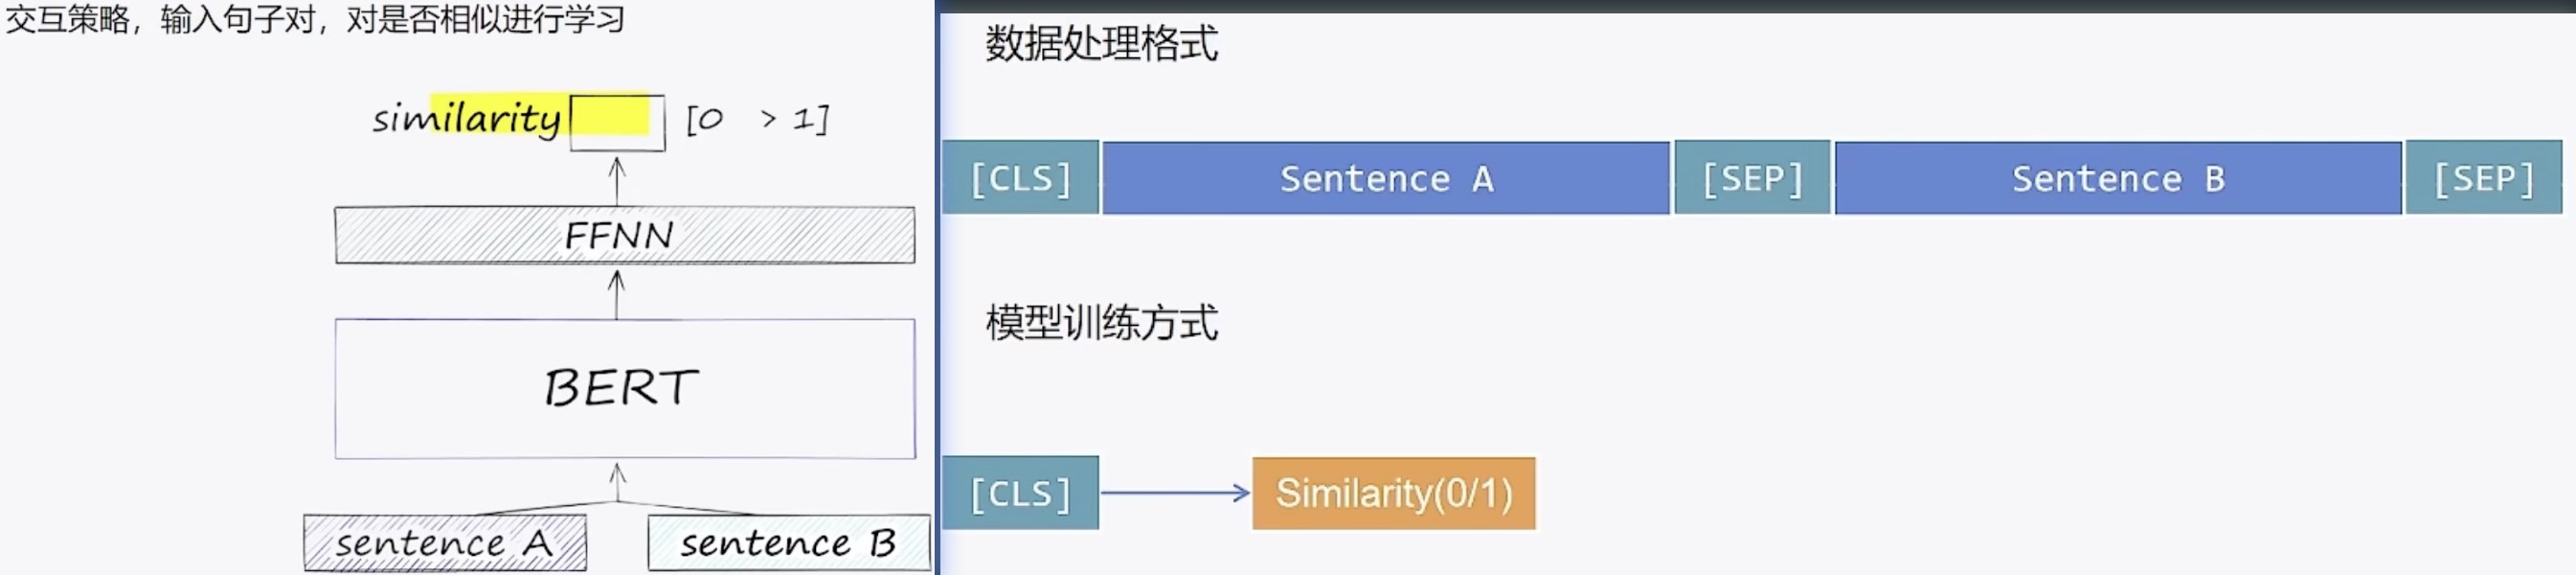 交互策略，输入句子对，对是否相似进行学习
similarity [0 > 1]
FFNN
BERT
sentence A sentence B
数据处理格式
[CLS] Sentence A [SEP] Sentence B [SEP]
模型训练方式
[CLS] Similarity(0/1)